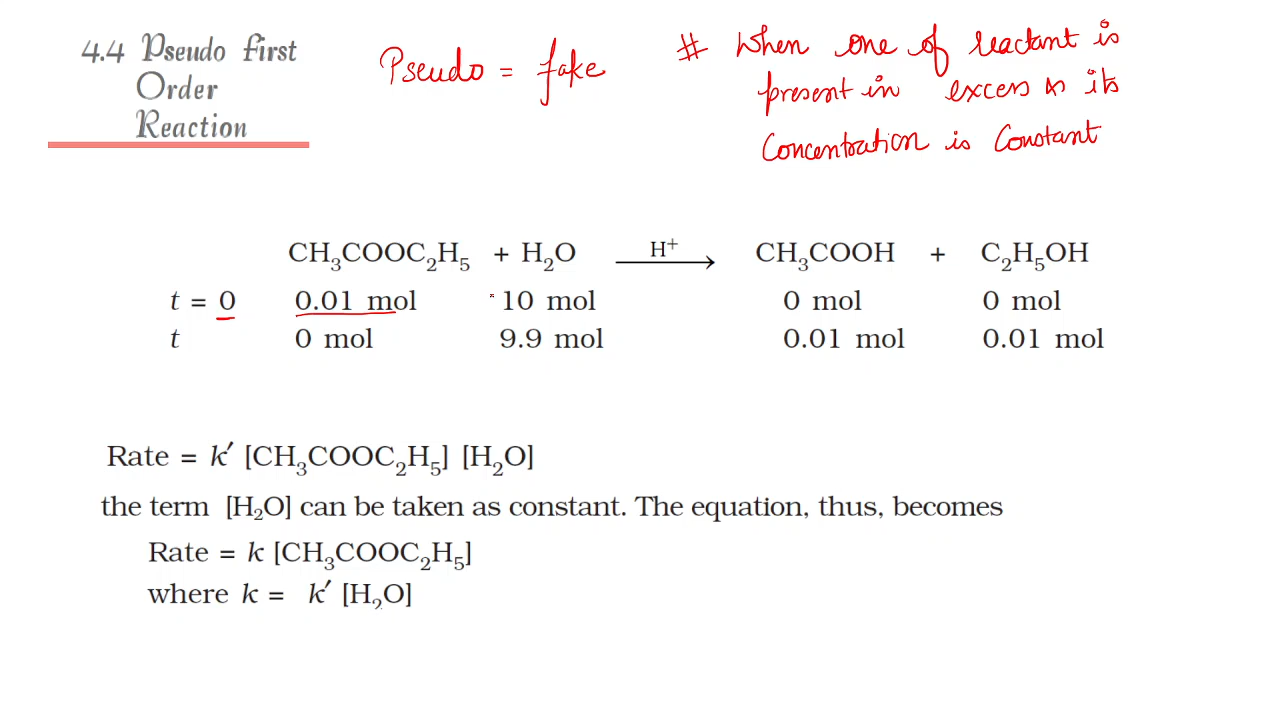 4.4 Pseudo First
Order
Reaction
Pseudo = fake
# When one of reactant is
present in excess & its
Concentration is Constant
CH₃COOC₂H₅ + H₂O —H⁺→ CH₃COOH + C₂H₅OH
t = 0 0.01 mol 10 mol 0 mol 0 mol
t 0 mol 9.9 mol 0.01 mol 0.01 mol
Rate = k′ [CH₃COOC₂H₅] [H₂O]
the term [H₂O] can be taken as constant. The equation, thus, becomes
Rate = k [CH₃COOC₂H₅]
where k = k′ [H₂O]